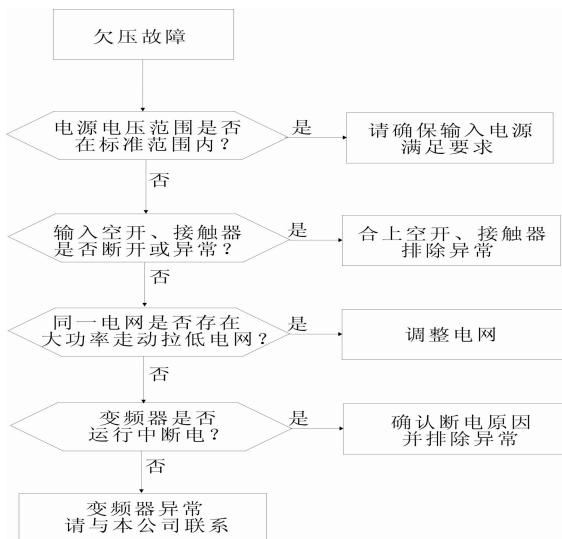 欠压故障
电源电压范围是否
在标准范围内？
是
请确保输入电源
满足要求
否
输入空开、接触器
是否断开或异常？
是
合上空开、接触器
排除异常
否
同一电网是否存在
大功率走动拉低电网？
是
调整电网
否
变频器是否
运行中断电？
是
确认断电原因
并排除异常
否
变频器异常
请与本公司联系